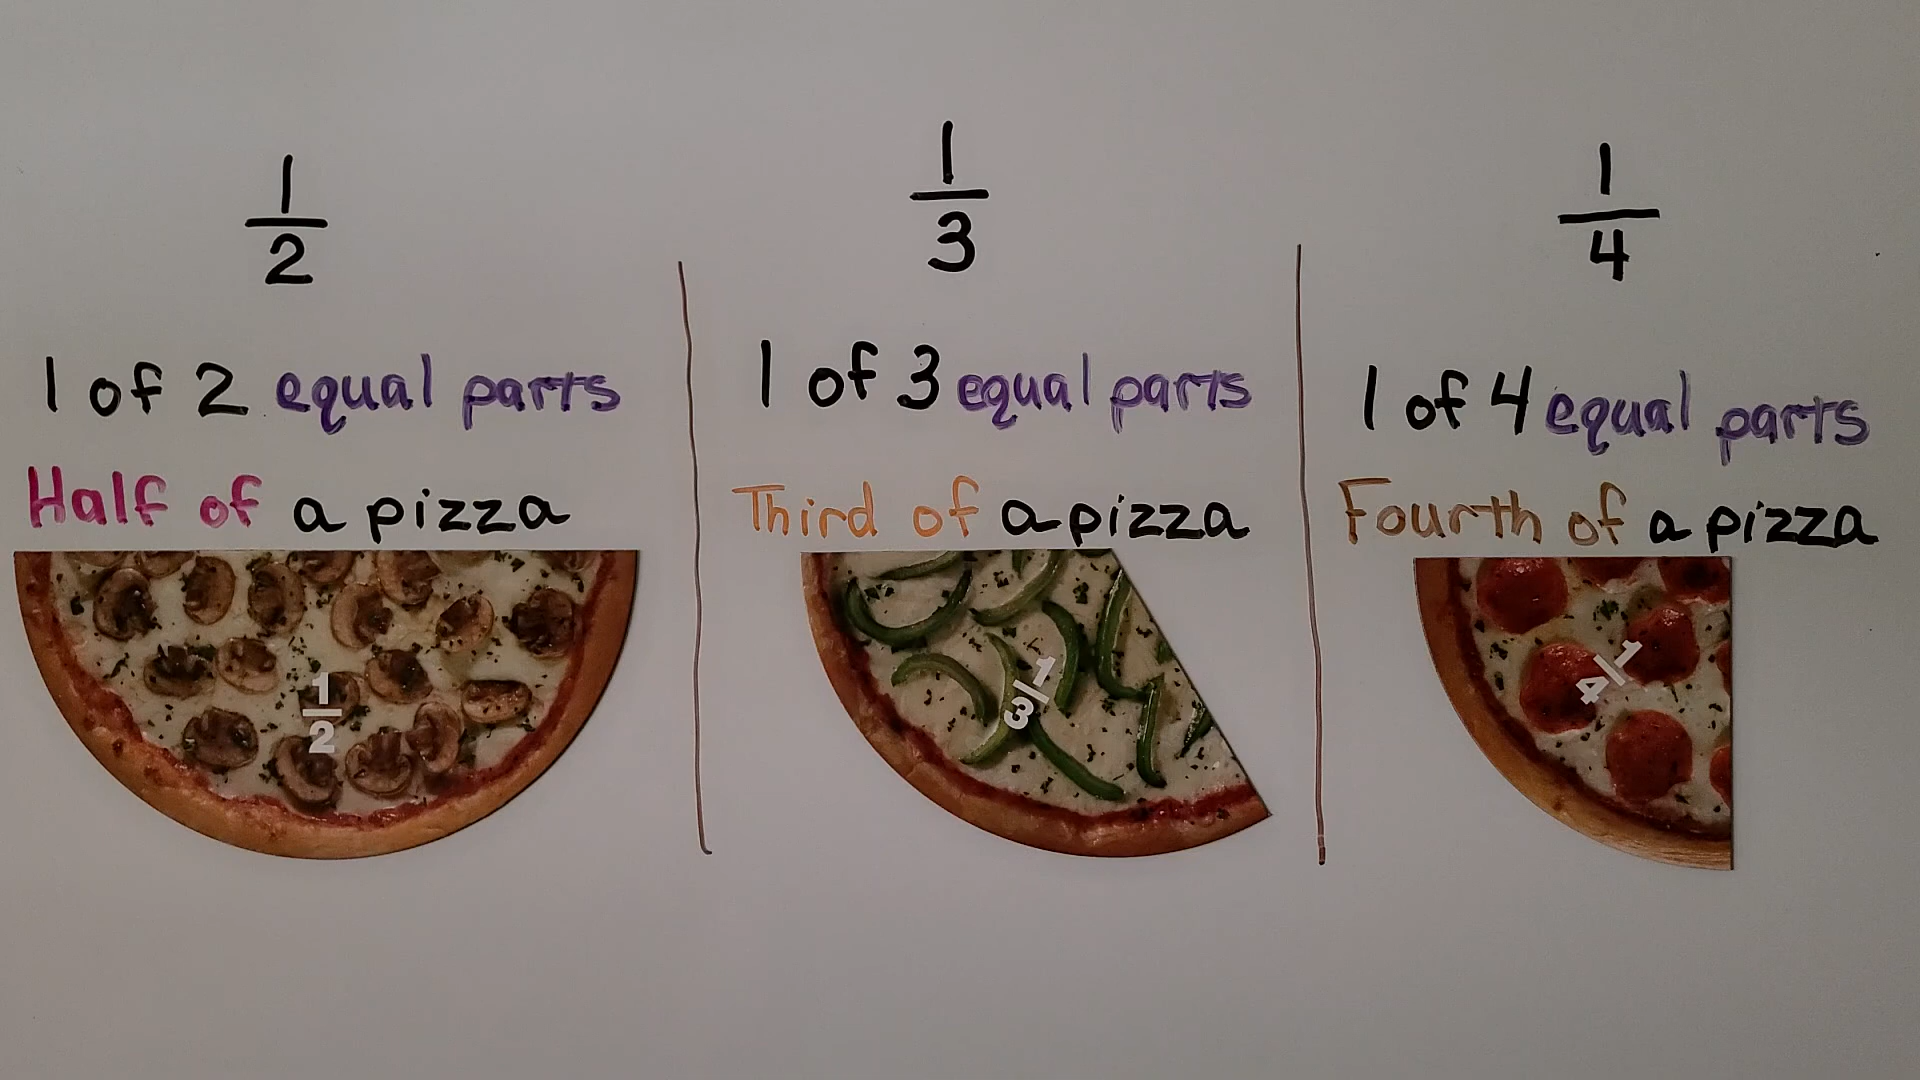 1/2
1 of 2 equal parts
Half of a pizza
1/2
1/3
1 of 3 equal parts
Third of a pizza
1/3
1/4
1 of 4 equal parts
Fourth of a pizza
1/4